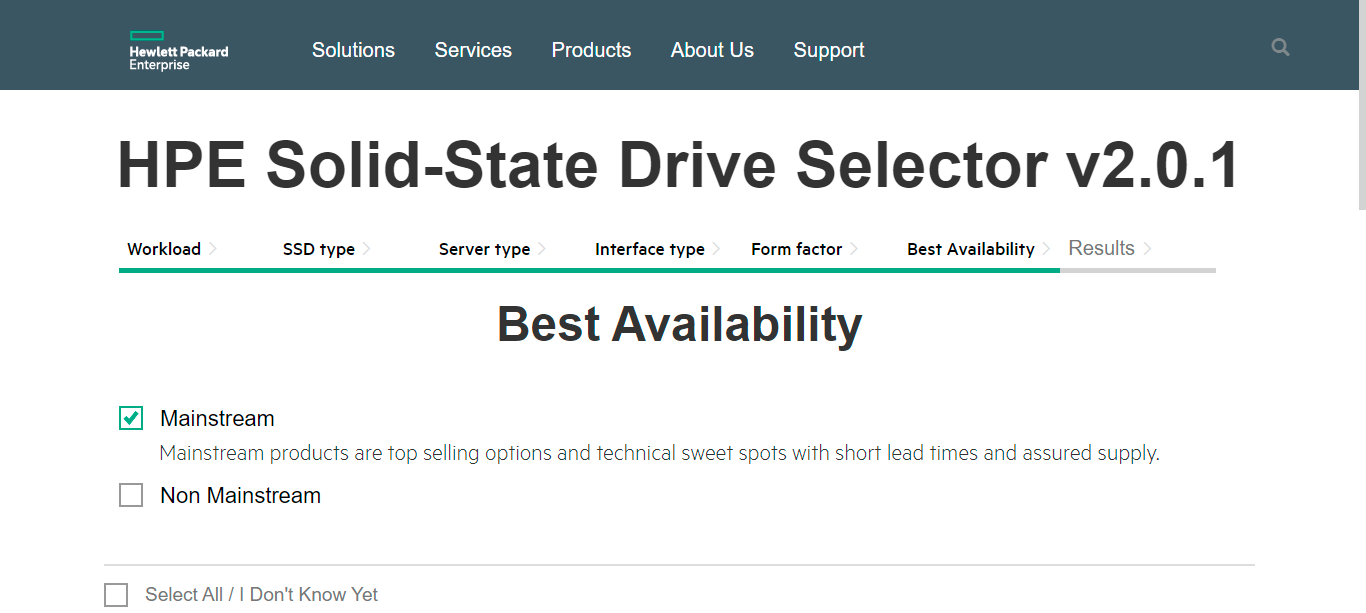 Hewlett Packard
Enterprise
Solutions Services Products About Us Support
HPE Solid-State Drive Selector v2.0.1
Workload SSD type Server type Interface type Form factor Best Availability Results
Best Availability
Mainstream
Mainstream products are top selling options and technical sweet spots with short lead times and assured supply.
Non Mainstream
Select All / I Don't Know Yet